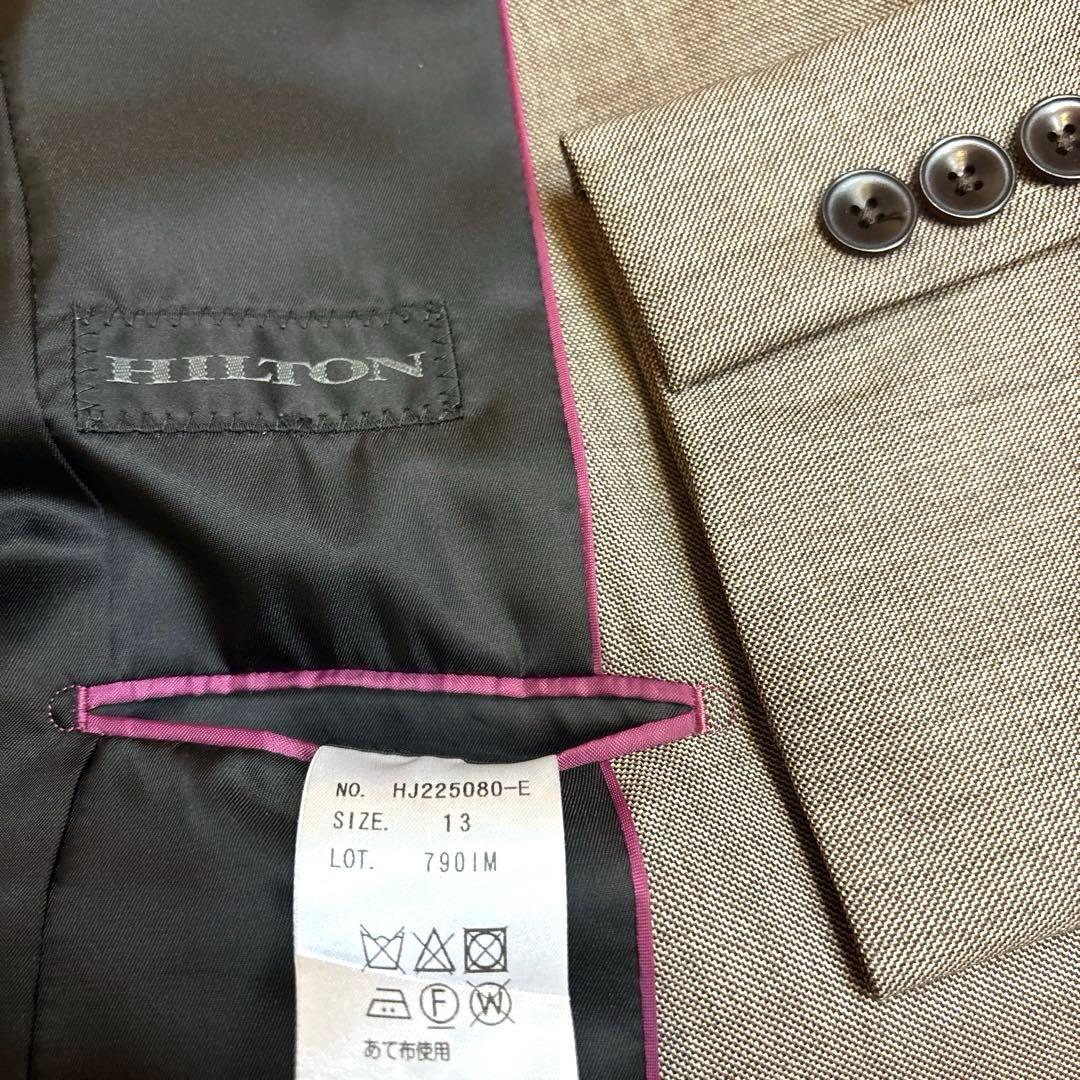 HILTON
NO. HJ225080-E
SIZE. 13
LOT. 7901M
F W
あて布使用